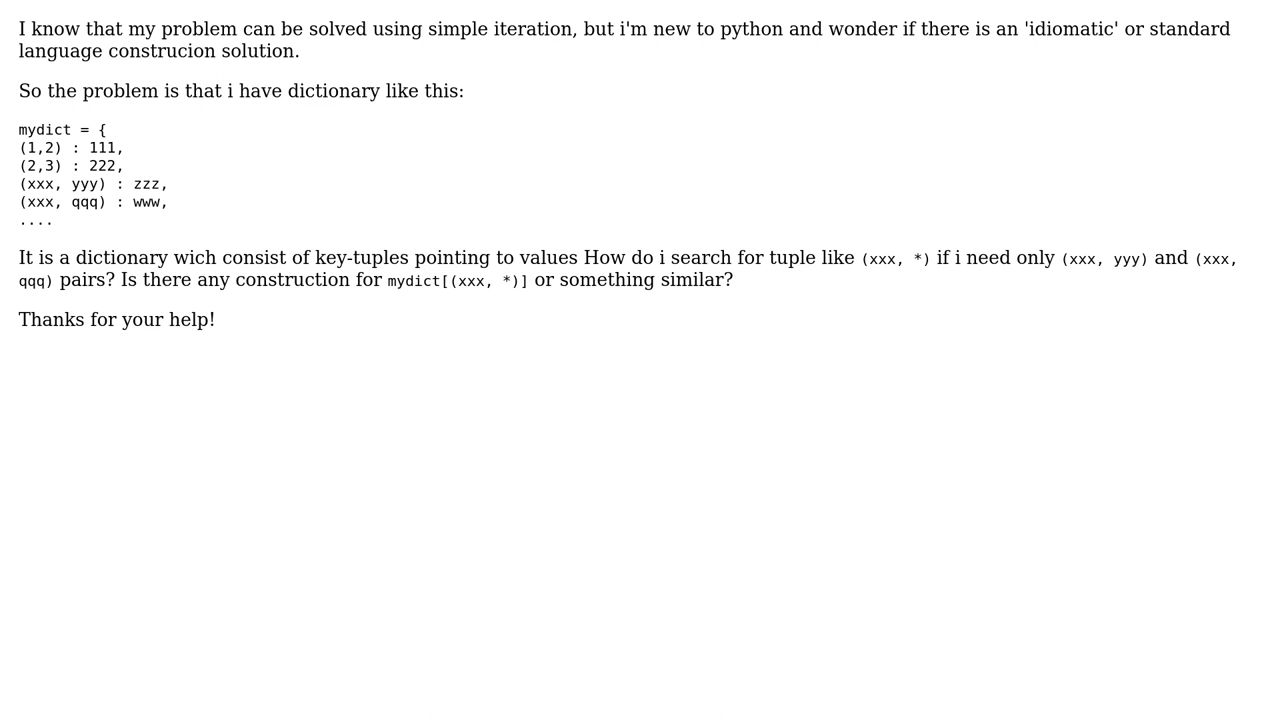 I know that my problem can be solved using simple iteration, but i'm new to python and wonder if there is an 'idiomatic' or standard
language construcion solution.
So the problem is that i have dictionary like this:
mydict = {
(1,2) : 111,
(2,3) : 222,
(xxx, yyy) : zzz,
(xxx, qqq) : www,
....
It is a dictionary wich consist of key-tuples pointing to values How do i search for tuple like (xxx, *) if i need only (xxx, yyy) and (xxx,
qqq) pairs? Is there any construction for mydict[(xxx, *)] or something similar?
Thanks for your help!